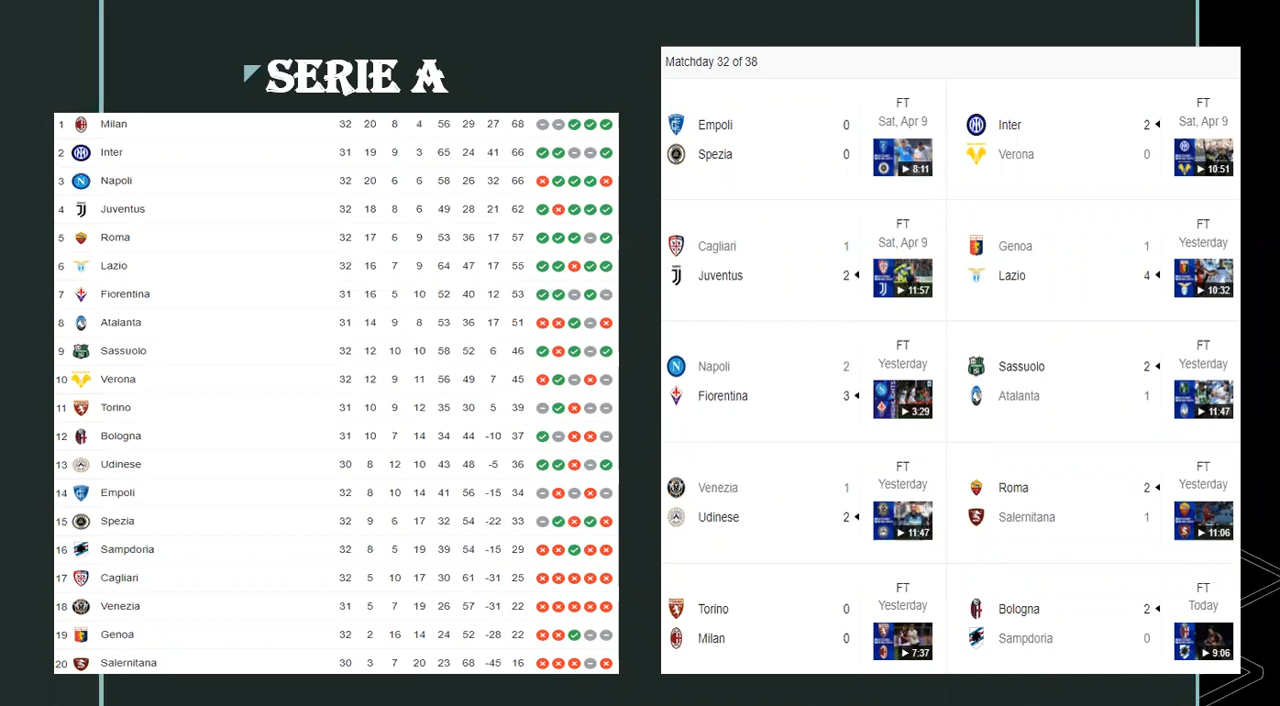 SERIE A
1 Milan 32 20 8 4 56 29 27 68
2 Inter 31 19 9 3 65 24 41 66
3 Napoli 32 20 6 6 58 26 32 66
4 Juventus 32 18 8 6 49 28 21 62
5 Roma 32 17 6 9 53 36 17 57
6 Lazio 32 16 7 9 64 47 17 55
7 Fiorentina 31 16 5 10 52 40 12 53
8 Atalanta 31 14 9 8 53 36 17 51
9 Sassuolo 32 12 10 10 58 52 6 46
10 Verona 32 12 9 11 56 49 7 45
11 Torino 31 10 9 12 35 30 5 39
12 Bologna 31 10 7 14 34 44 -10 37
13 Udinese 30 8 12 10 43 48 -5 36
14 Empoli 32 8 10 14 41 56 -15 34
15 Spezia 32 9 6 17 32 54 -22 33
16 Sampdoria 32 8 5 19 39 54 -15 29
17 Cagliari 32 5 10 17 30 61 -31 25
18 Venezia 31 5 7 19 26 57 -31 22
19 Genoa 32 2 16 14 24 52 -28 22
20 Salernitana 30 3 7 20 23 68 -45 16
Matchday 32 of 38
FT
Empoli 0 Sat, Apr 9
Spezia 0
8:11
FT
Inter 2 Sat, Apr 9
Verona 0
10:51
FT
Cagliari 1 Sat, Apr 9
Juventus 2
11:57
FT
Genoa 1 Yesterday
Lazio 4
10:32
FT
Napoli 2 Yesterday
Fiorentina 3
3:29
FT
Sassuolo 2 Yesterday
Atalanta 1
11:47
FT
Venezia 1 Yesterday
Udinese 2
11:47
FT
Roma 2 Yesterday
Salernitana 1
11:06
FT
Torino 0 Yesterday
Milan 0
7:37
FT
Bologna 2 Today
Sampdoria 0
9:06